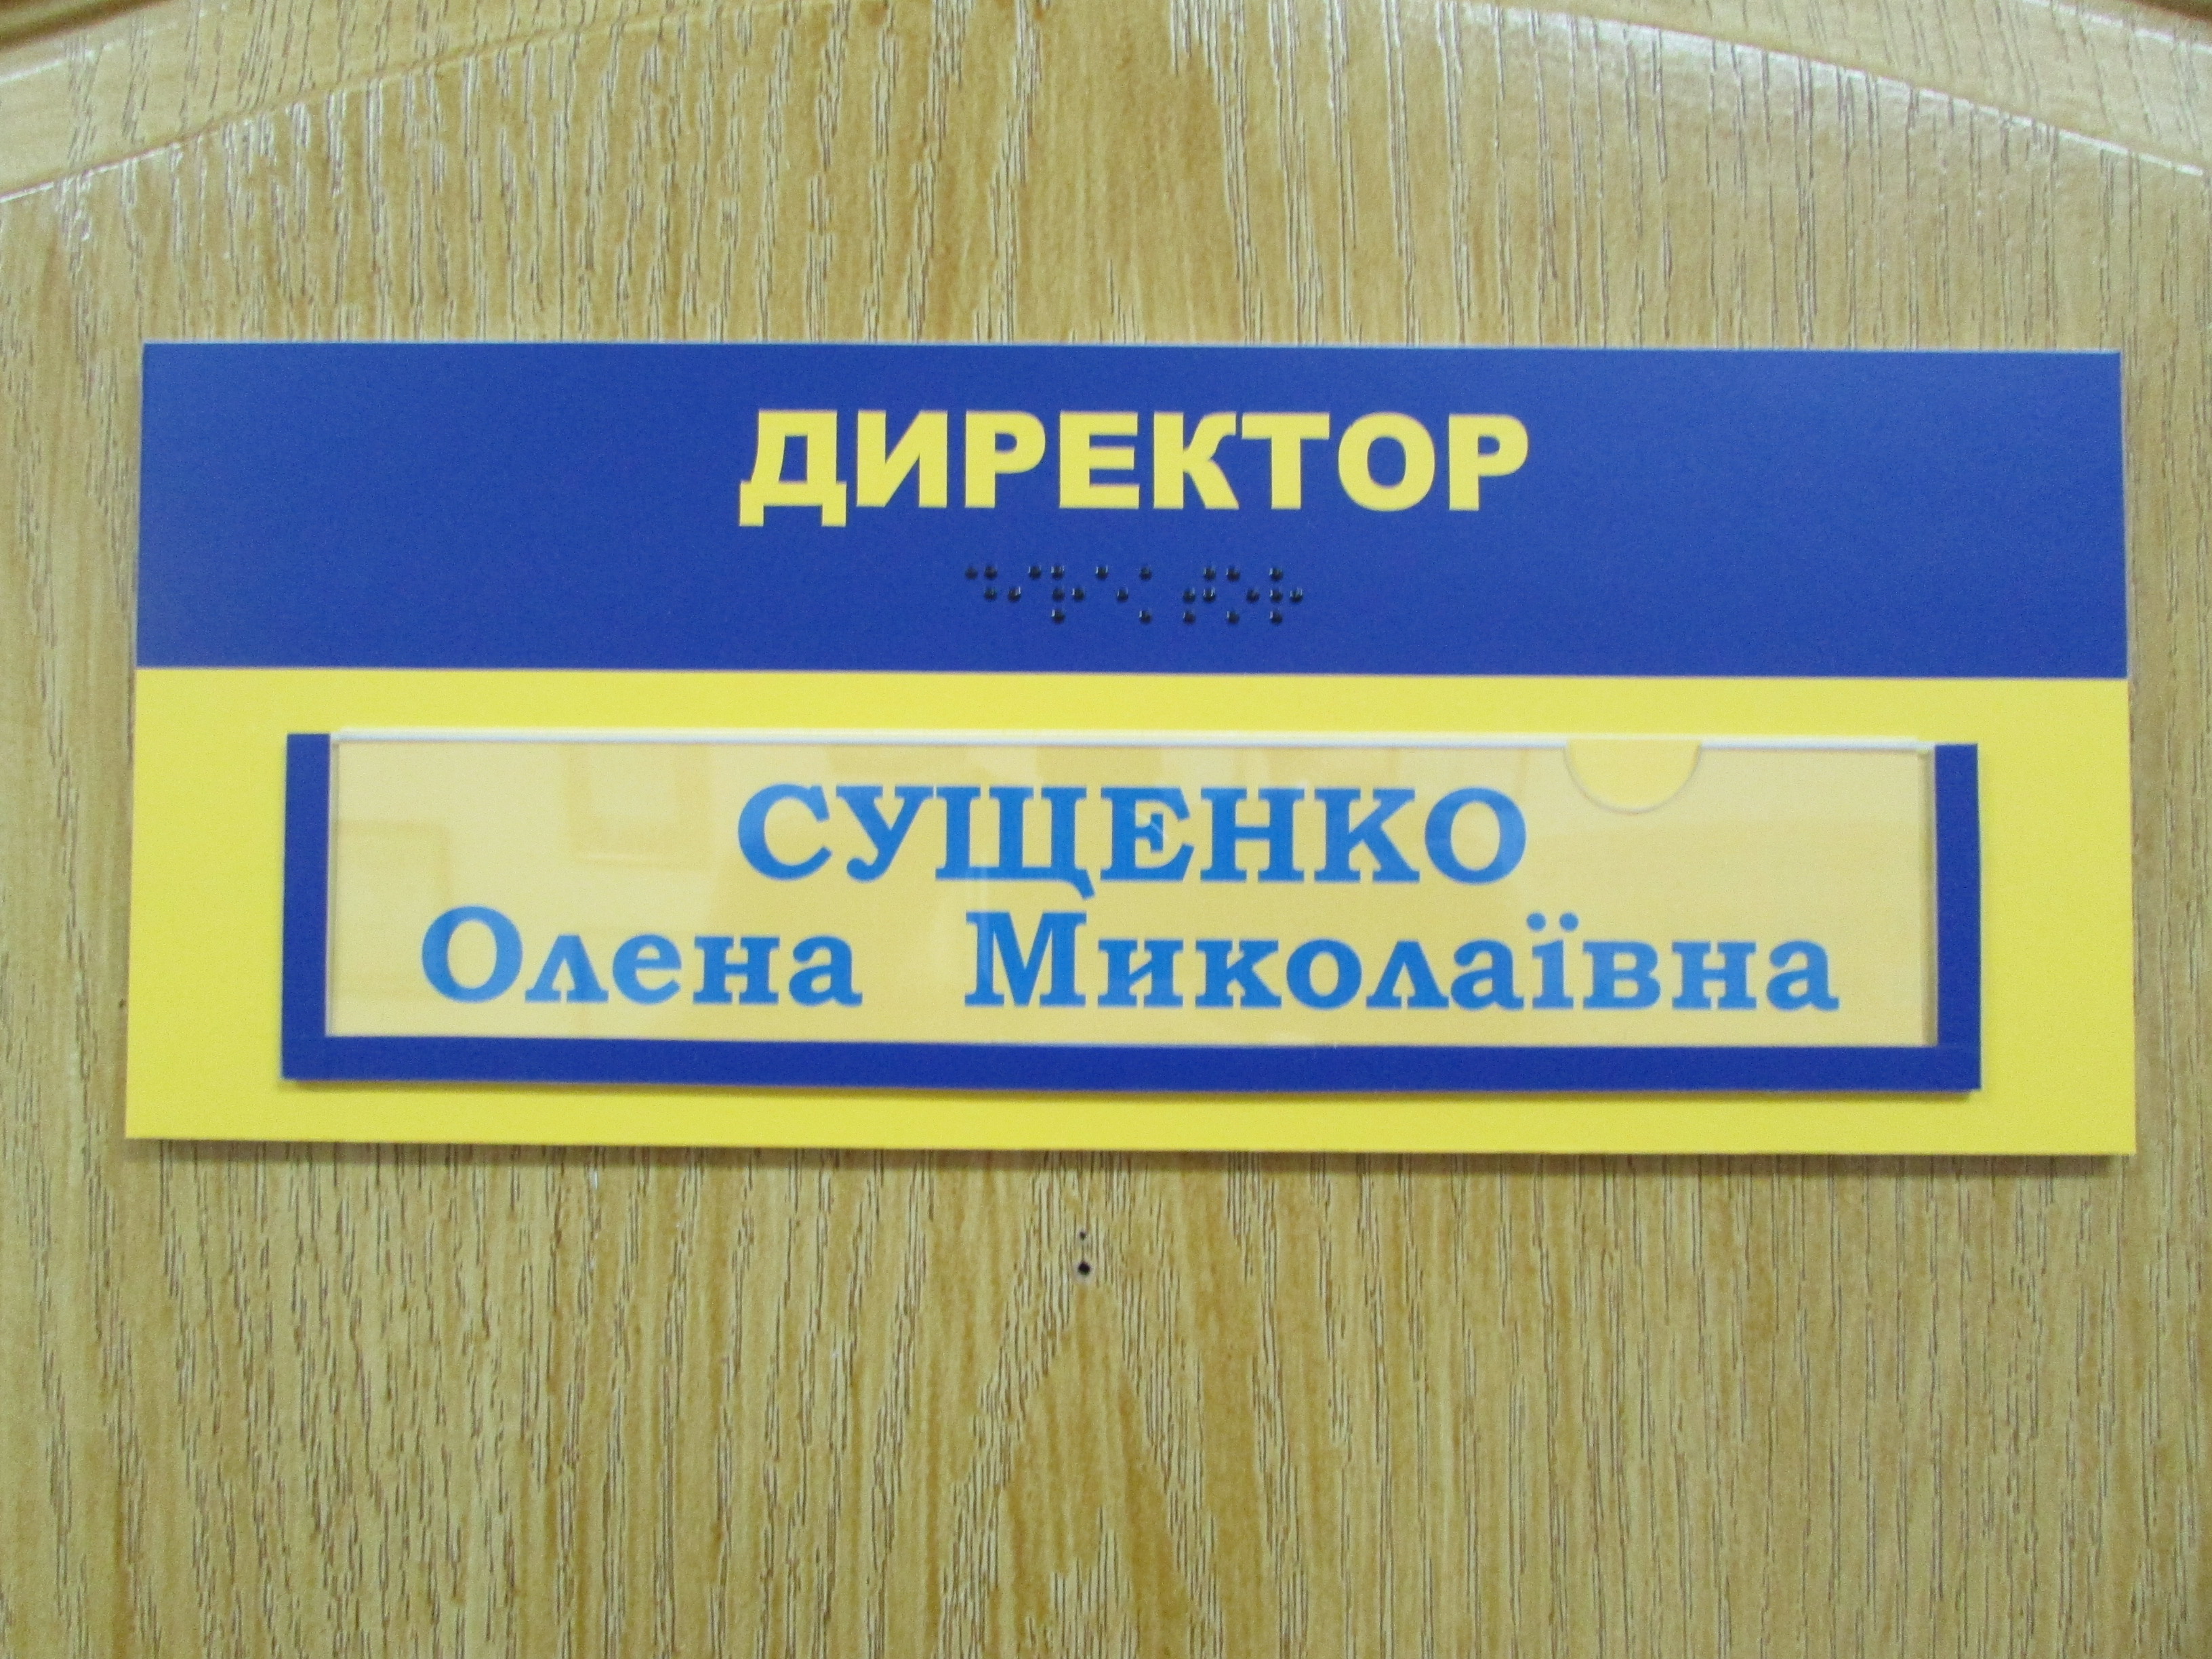 ДИРЕКТОР
⠙⠊⠗⠑⠅⠞⠕⠗
СУЩЕНКО
Олена Миколаївна